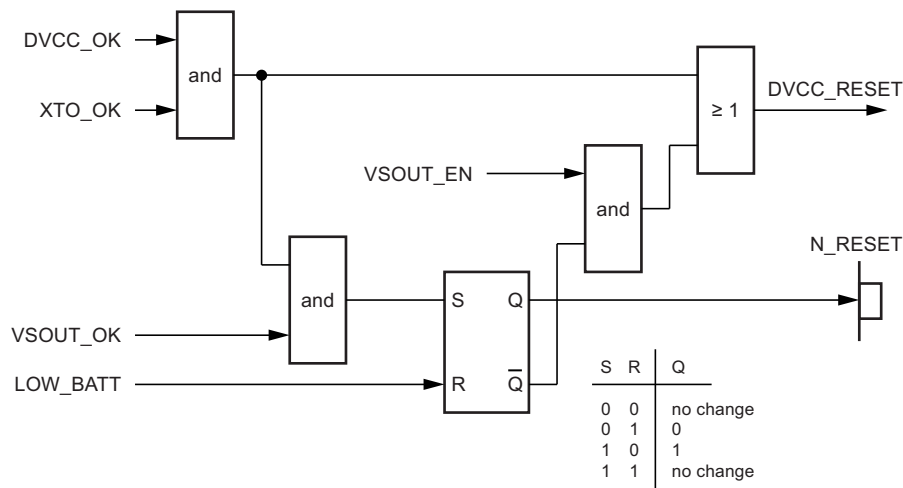 DVCC_OK
and
XTO_OK
≥ 1
DVCC_RESET
VSOUT_EN
and
N_RESET
and
VSOUT_OK
LOW_BATT
S Q
R Q̅
S R Q
0 0 no change
0 1 0
1 0 1
1 1 no change